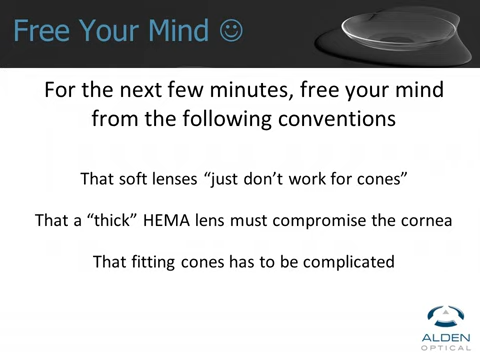 Free Your Mind ☺
For the next few minutes, free your mind
from the following conventions
That soft lenses “just don’t work for cones”
That a “thick” HEMA lens must compromise the cornea
That fitting cones has to be complicated
ALDEN
OPTICAL